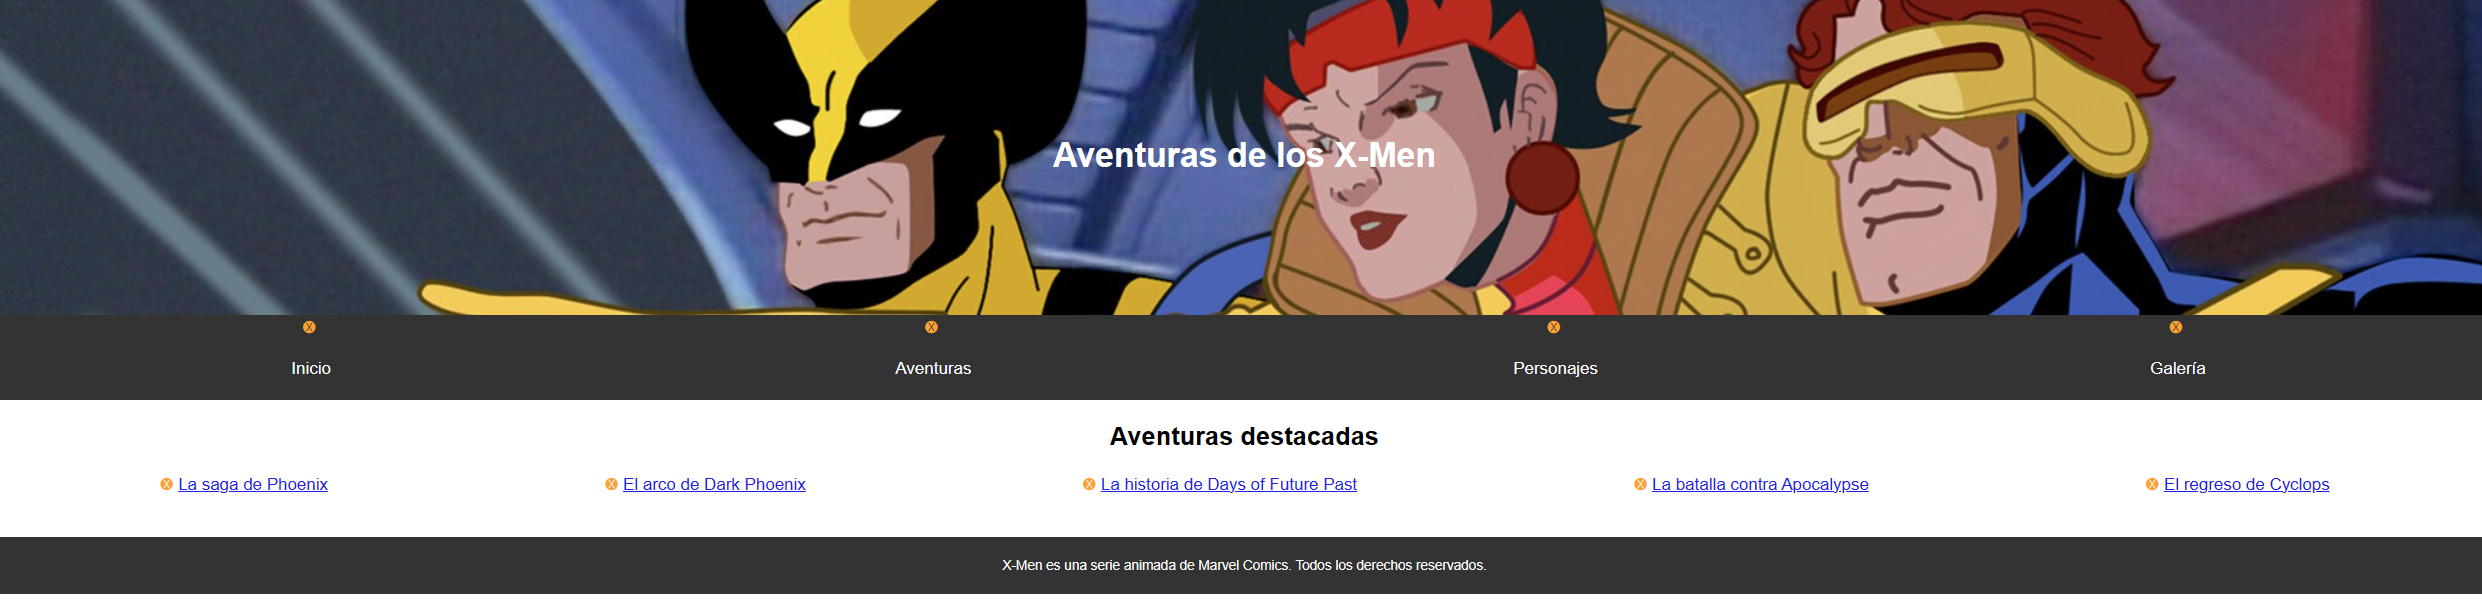 Aventuras de los X-Men
Ⓧ Ⓧ Ⓧ Ⓧ
Inicio Aventuras Personajes Galería
Aventuras destacadas
Ⓧ La saga de Phoenix Ⓧ El arco de Dark Phoenix Ⓧ La historia de Days of Future Past Ⓧ La batalla contra Apocalypse Ⓧ El regreso de Cyclops
X-Men es una serie animada de Marvel Comics. Todos los derechos reservados.